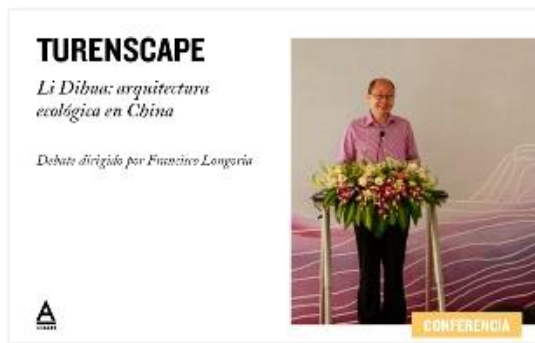 TURENSCAPE
Li Dihua: arquitectura
ecológica en China
Debate dirigido por Francisco Longoria
A
CONFERENCIA